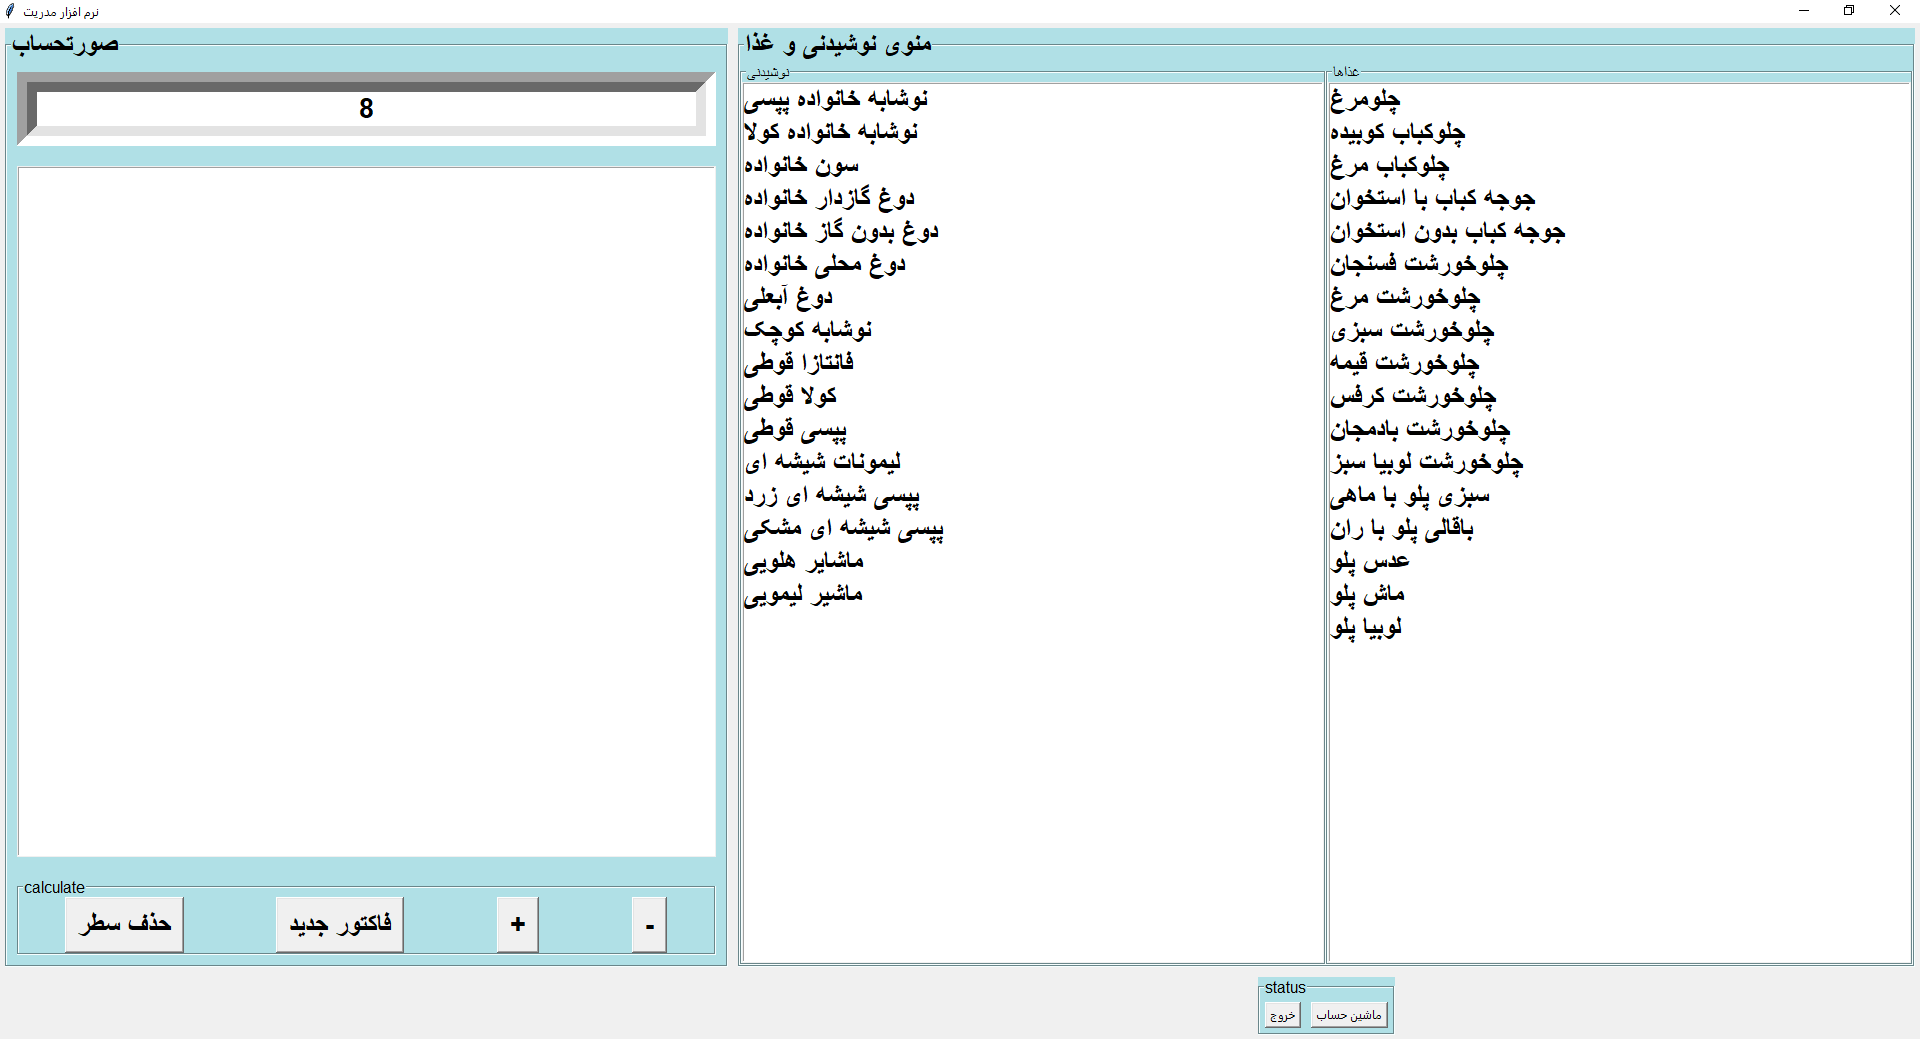 نرم افزار مدریت
صورتحساب
8
calculate
حذف سطر
فاکتور جدید
+
-
منوی نوشیدنی و غذا
نوشیدنی
نوشابه خانواده پپسی
نوشابه خانواده کولا
سون خانواده
دوغ گازدار خانواده
دوغ بدون گاز خانواده
دوغ محلی خانواده
دوغ آبعلی
نوشابه کوچک
فانتازا قوطی
کولا قوطی
پپسی قوطی
لیمونات شیشه ای
پپسی شیشه ای زرد
پپسی شیشه ای مشکی
ماشایر هلویی
ماشیر لیمویی
غذاها
چلومرغ
چلوکباب کوبیده
چلوکباب مرغ
جوجه کباب با استخوان
جوجه کباب بدون استخوان
چلوخورشت فسنجان
چلوخورشت مرغ
چلوخورشت سبزی
چلوخورشت قیمه
چلوخورشت کرفس
چلوخورشت بادمجان
چلوخورشت لوبیا سبز
سبزی پلو با ماهی
باقالی پلو با ران
عدس پلو
ماش پلو
لوبیا پلو
status
خروج
ماشین حساب